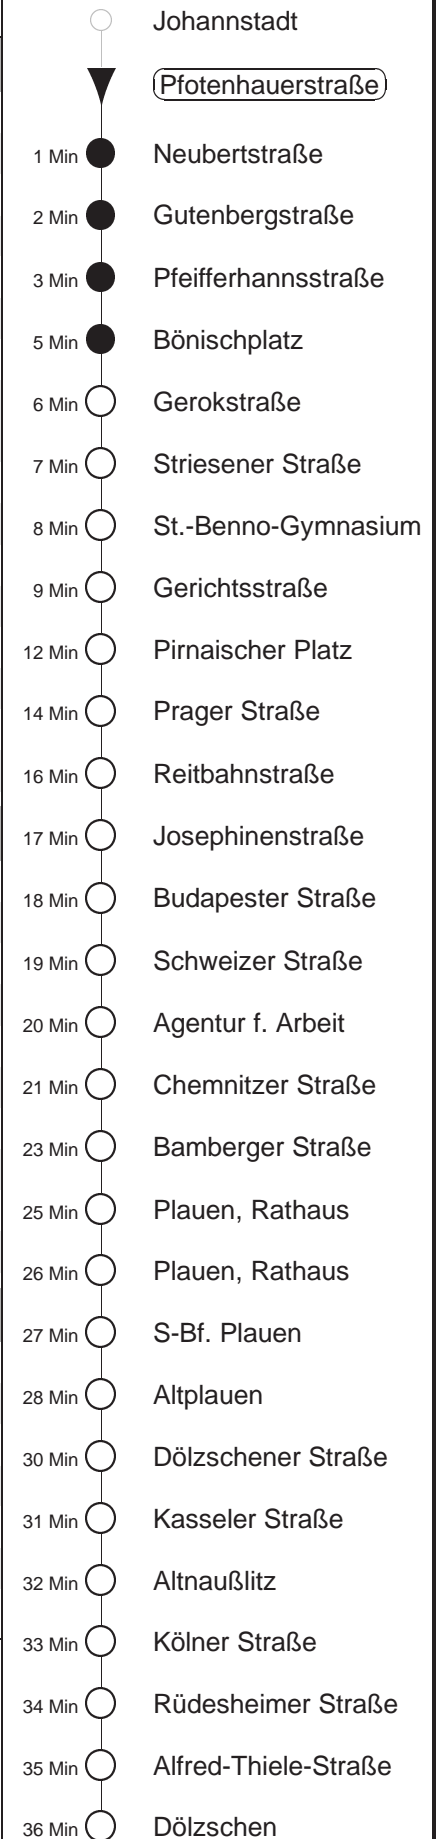 Johannstadt
Pfotenhauerstraße
1 Min Neubertstraße
2 Min Gutenbergstraße
3 Min Pfeifferhannsstraße
5 Min Bönischplatz
6 Min Gerokstraße
7 Min Striesener Straße
8 Min St.-Benno-Gymnasium
9 Min Gerichtsstraße
12 Min Pirnaischer Platz
14 Min Prager Straße
16 Min Reitbahnstraße
17 Min Josephinenstraße
18 Min Budapester Straße
19 Min Schweizer Straße
20 Min Agentur f. Arbeit
21 Min Chemnitzer Straße
23 Min Bamberger Straße
25 Min Plauen, Rathaus
26 Min Plauen, Rathaus
27 Min S-Bf. Plauen
28 Min Altplauen
30 Min Dölzschener Straße
31 Min Kasseler Straße
32 Min Altnaußlitz
33 Min Kölner Straße
34 Min Rüdesheimer Straße
35 Min Alfred-Thiele-Straße
36 Min Dölzschen